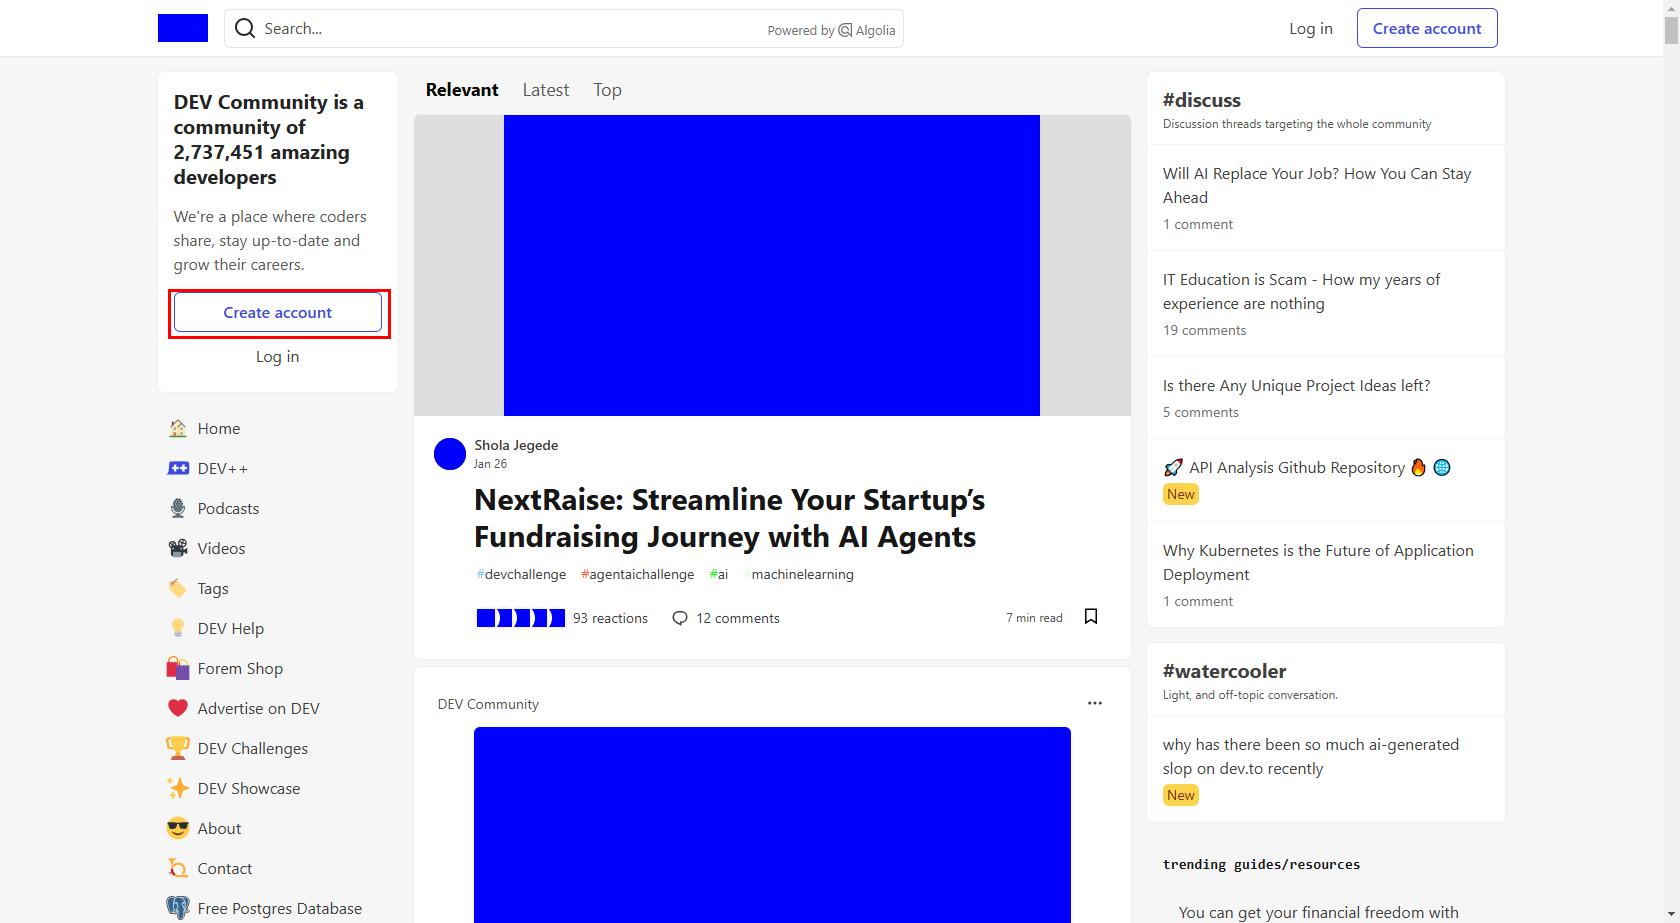 Search...
Powered by Algolia
Log in
Create account
DEV Community is a
community of
2,737,451 amazing
developers
We're a place where coders
share, stay up-to-date and
grow their careers.
Create account
Log in
Home
DEV++
Podcasts
Videos
Tags
DEV Help
Forem Shop
Advertise on DEV
DEV Challenges
DEV Showcase
About
Contact
Free Postgres Database
Relevant
Latest
Top
Shola Jegede
Jan 26
NextRaise: Streamline Your Startup’s
Fundraising Journey with AI Agents
#devchallenge #agentaichallenge #ai #machinelearning
93 reactions
12 comments
7 min read
DEV Community
#discuss
Discussion threads targeting the whole community
Will AI Replace Your Job? How You Can Stay
Ahead
1 comment
IT Education is Scam - How my years of
experience are nothing
19 comments
Is there Any Unique Project Ideas left?
5 comments
🚀 API Analysis Github Repository 🔥 🌐
New
Why Kubernetes is the Future of Application
Deployment
1 comment
#watercooler
Light, and off-topic conversation.
why has there been so much ai-generated
slop on dev.to recently
New
trending guides/resources
You can get your financial freedom with